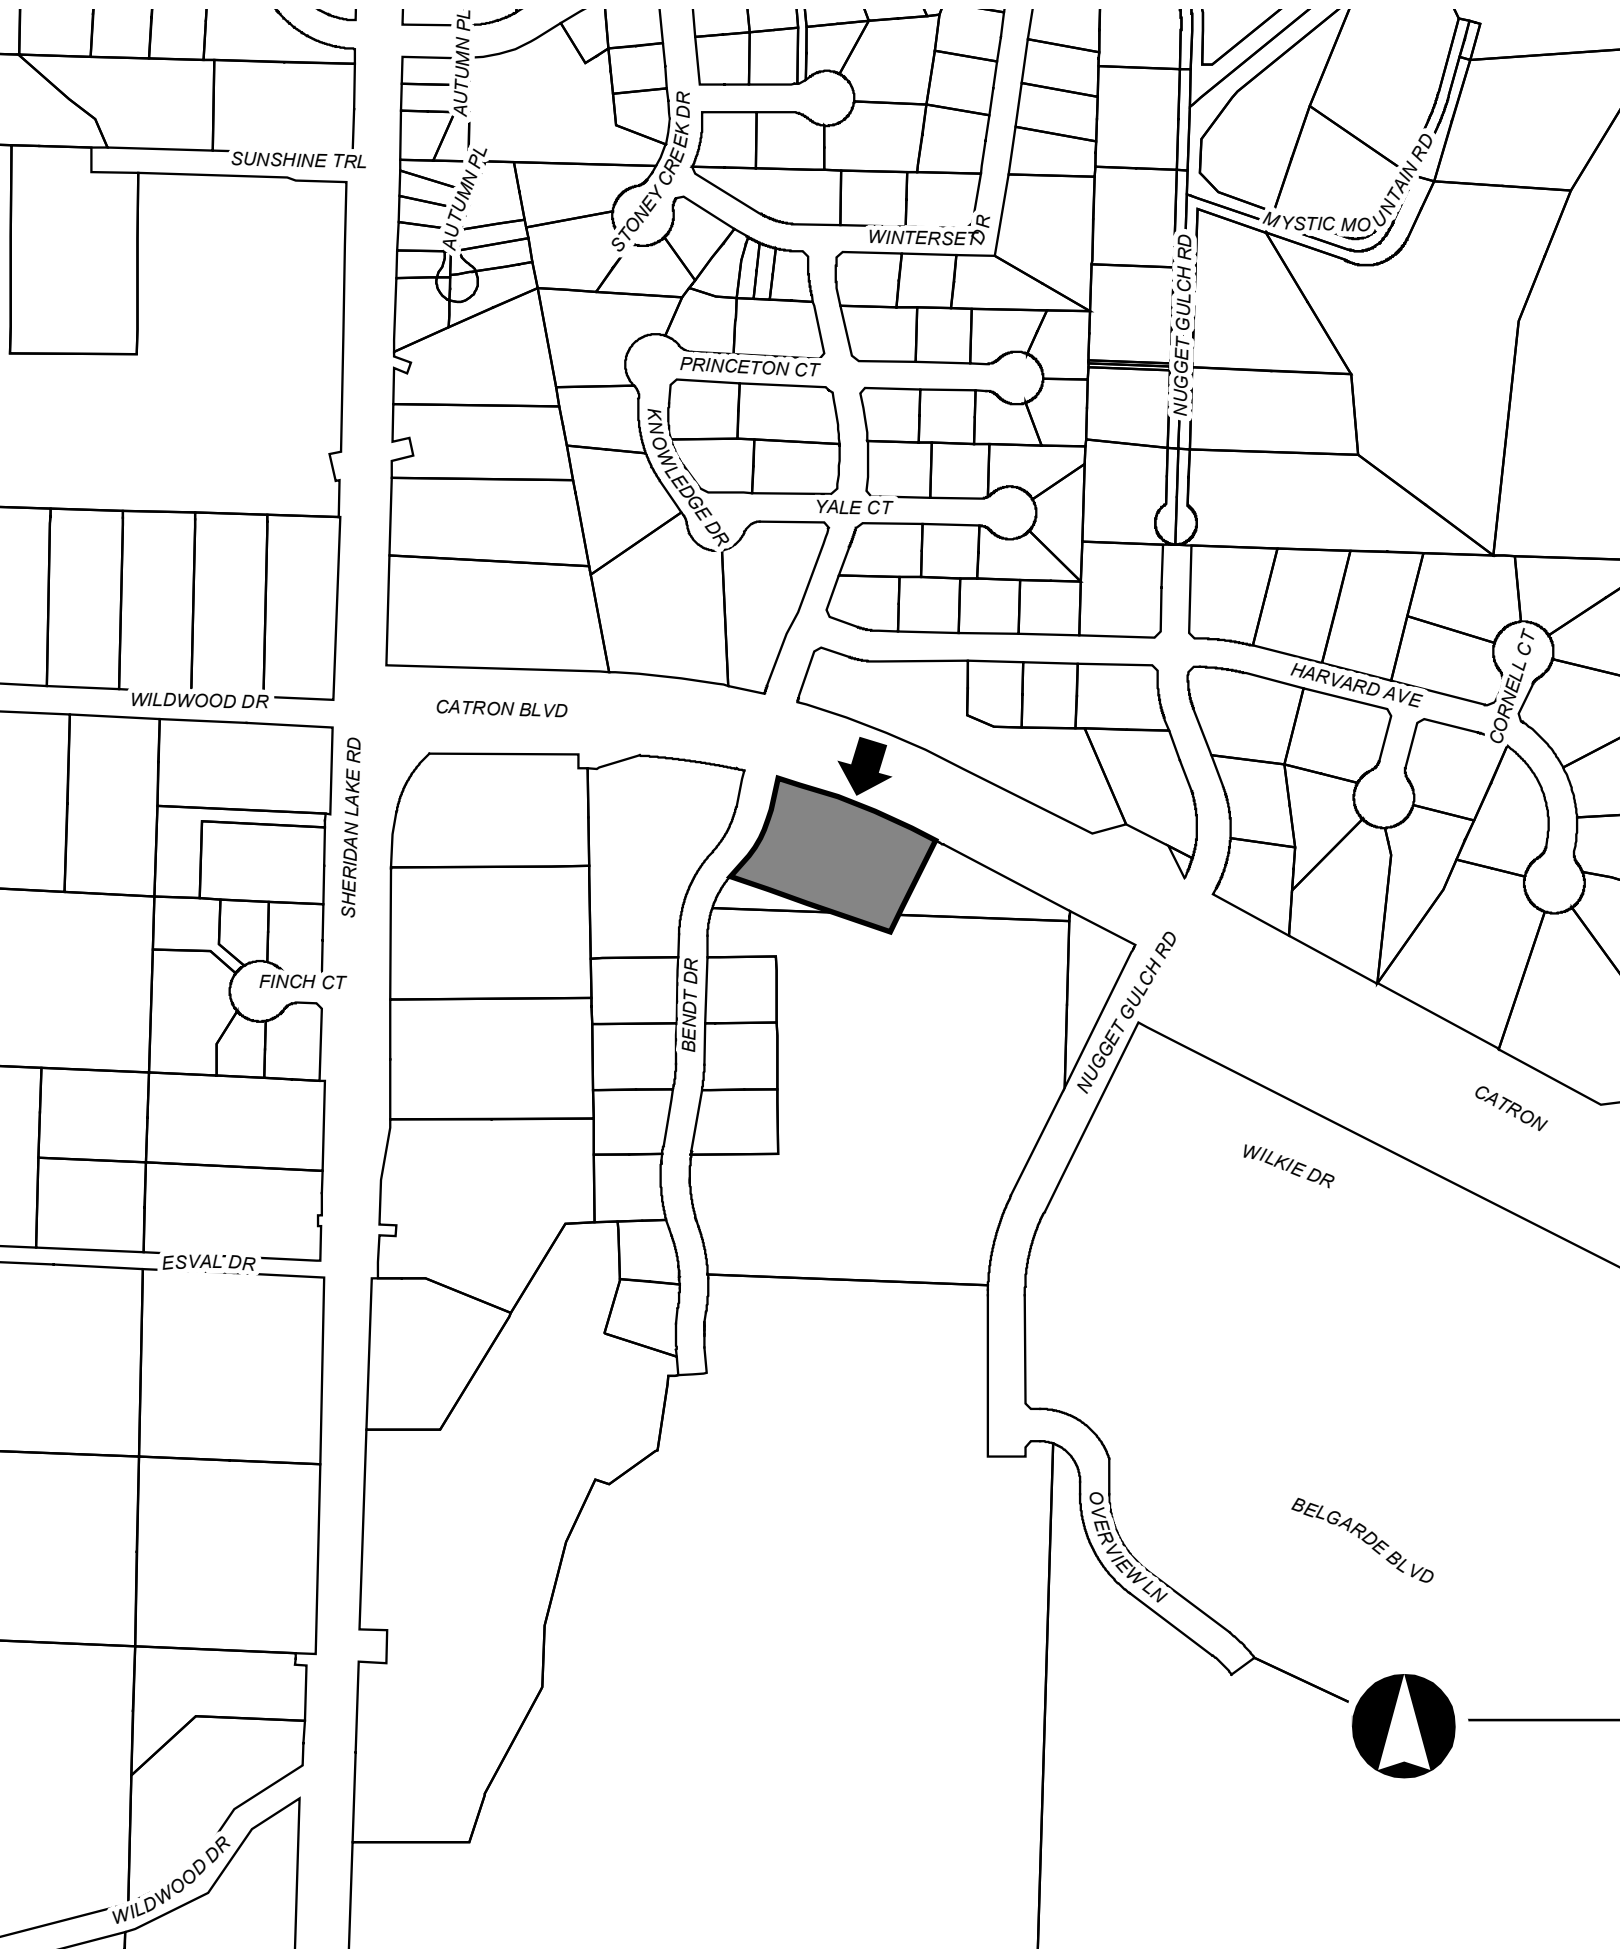 AUTUMN PL
SUNSHINE TRL
AUTUMN PL
STONEY CREEK DR
WINTERSET DR
MYSTIC MOUNTAIN RD
NUGGET GULCH RD
PRINCETON CT
KNOWLEDGE DR
YALE CT
WILDWOOD DR
CATRON BLVD
HARVARD AVE
CORNELL CT
SHERIDAN LAKE RD
FINCH CT
BENDT DR
NUGGET GULCH RD
CATRON
WILKIE DR
ESVAL DR
OVERVIEW LN
BELGARDE BLVD
WILDWOOD DR